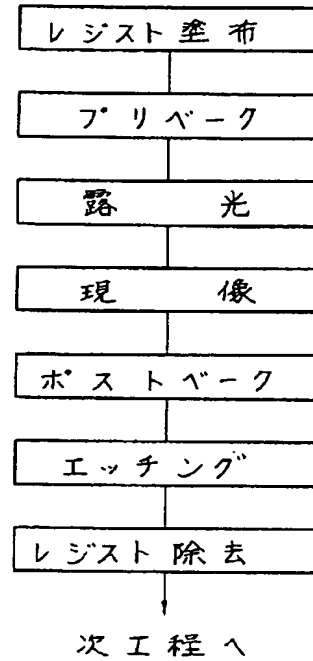 レジスト塗布
プリベーク
露光
現像
ポストベーク
エッチング
レジスト除去
次工程へ